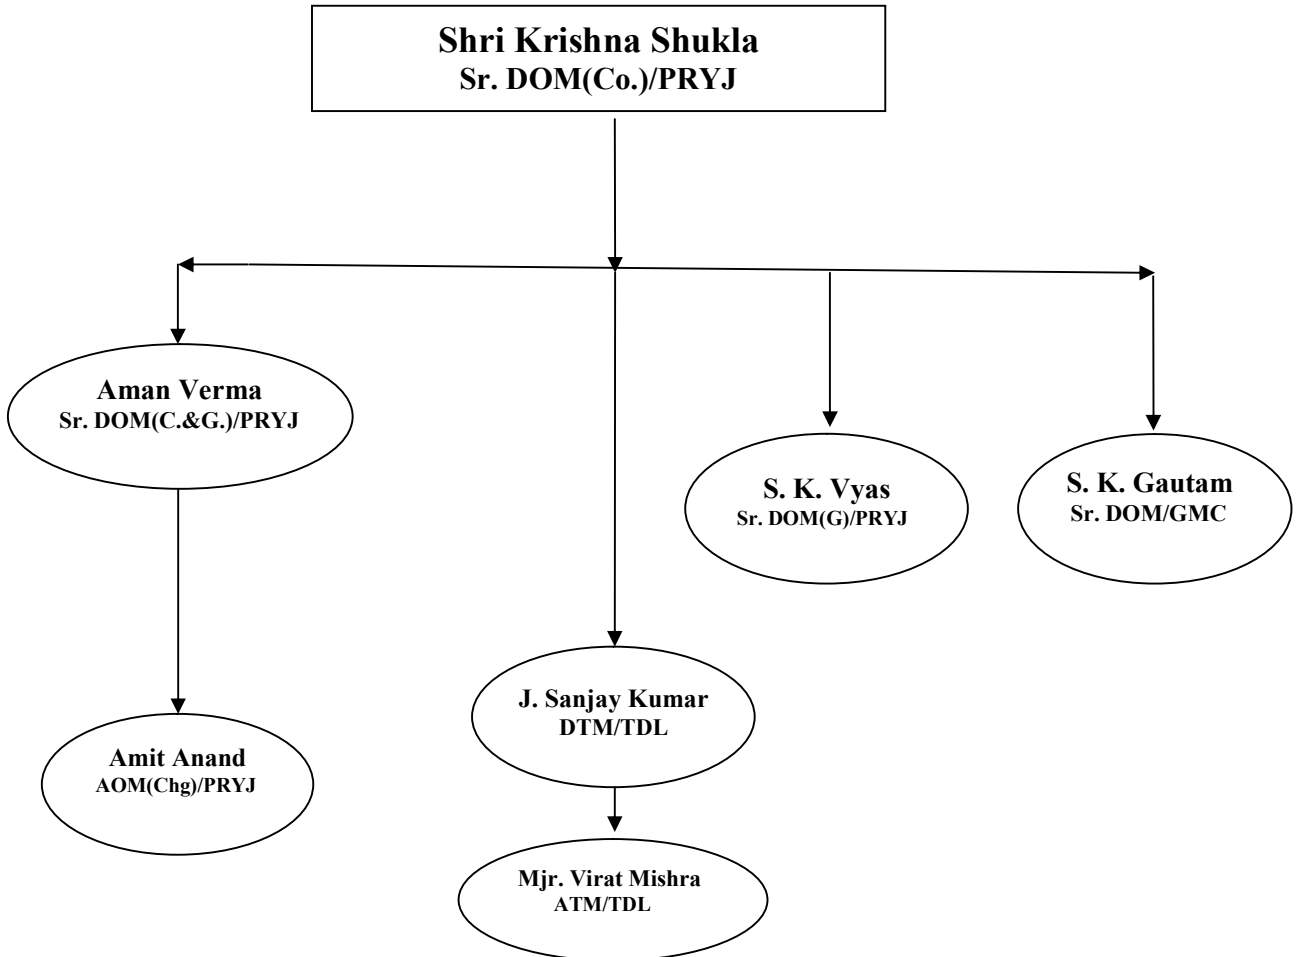 Shri Krishna Shukla
Sr. DOM(Co.)/PRYJ
Aman Verma
Sr. DOM(C.&G.)/PRYJ
S. K. Vyas
Sr. DOM(G)/PRYJ
S. K. Gautam
Sr. DOM/GMC
J. Sanjay Kumar
DTM/TDL
Amit Anand
AOM(Chg)/PRYJ
Mjr. Virat Mishra
ATM/TDL